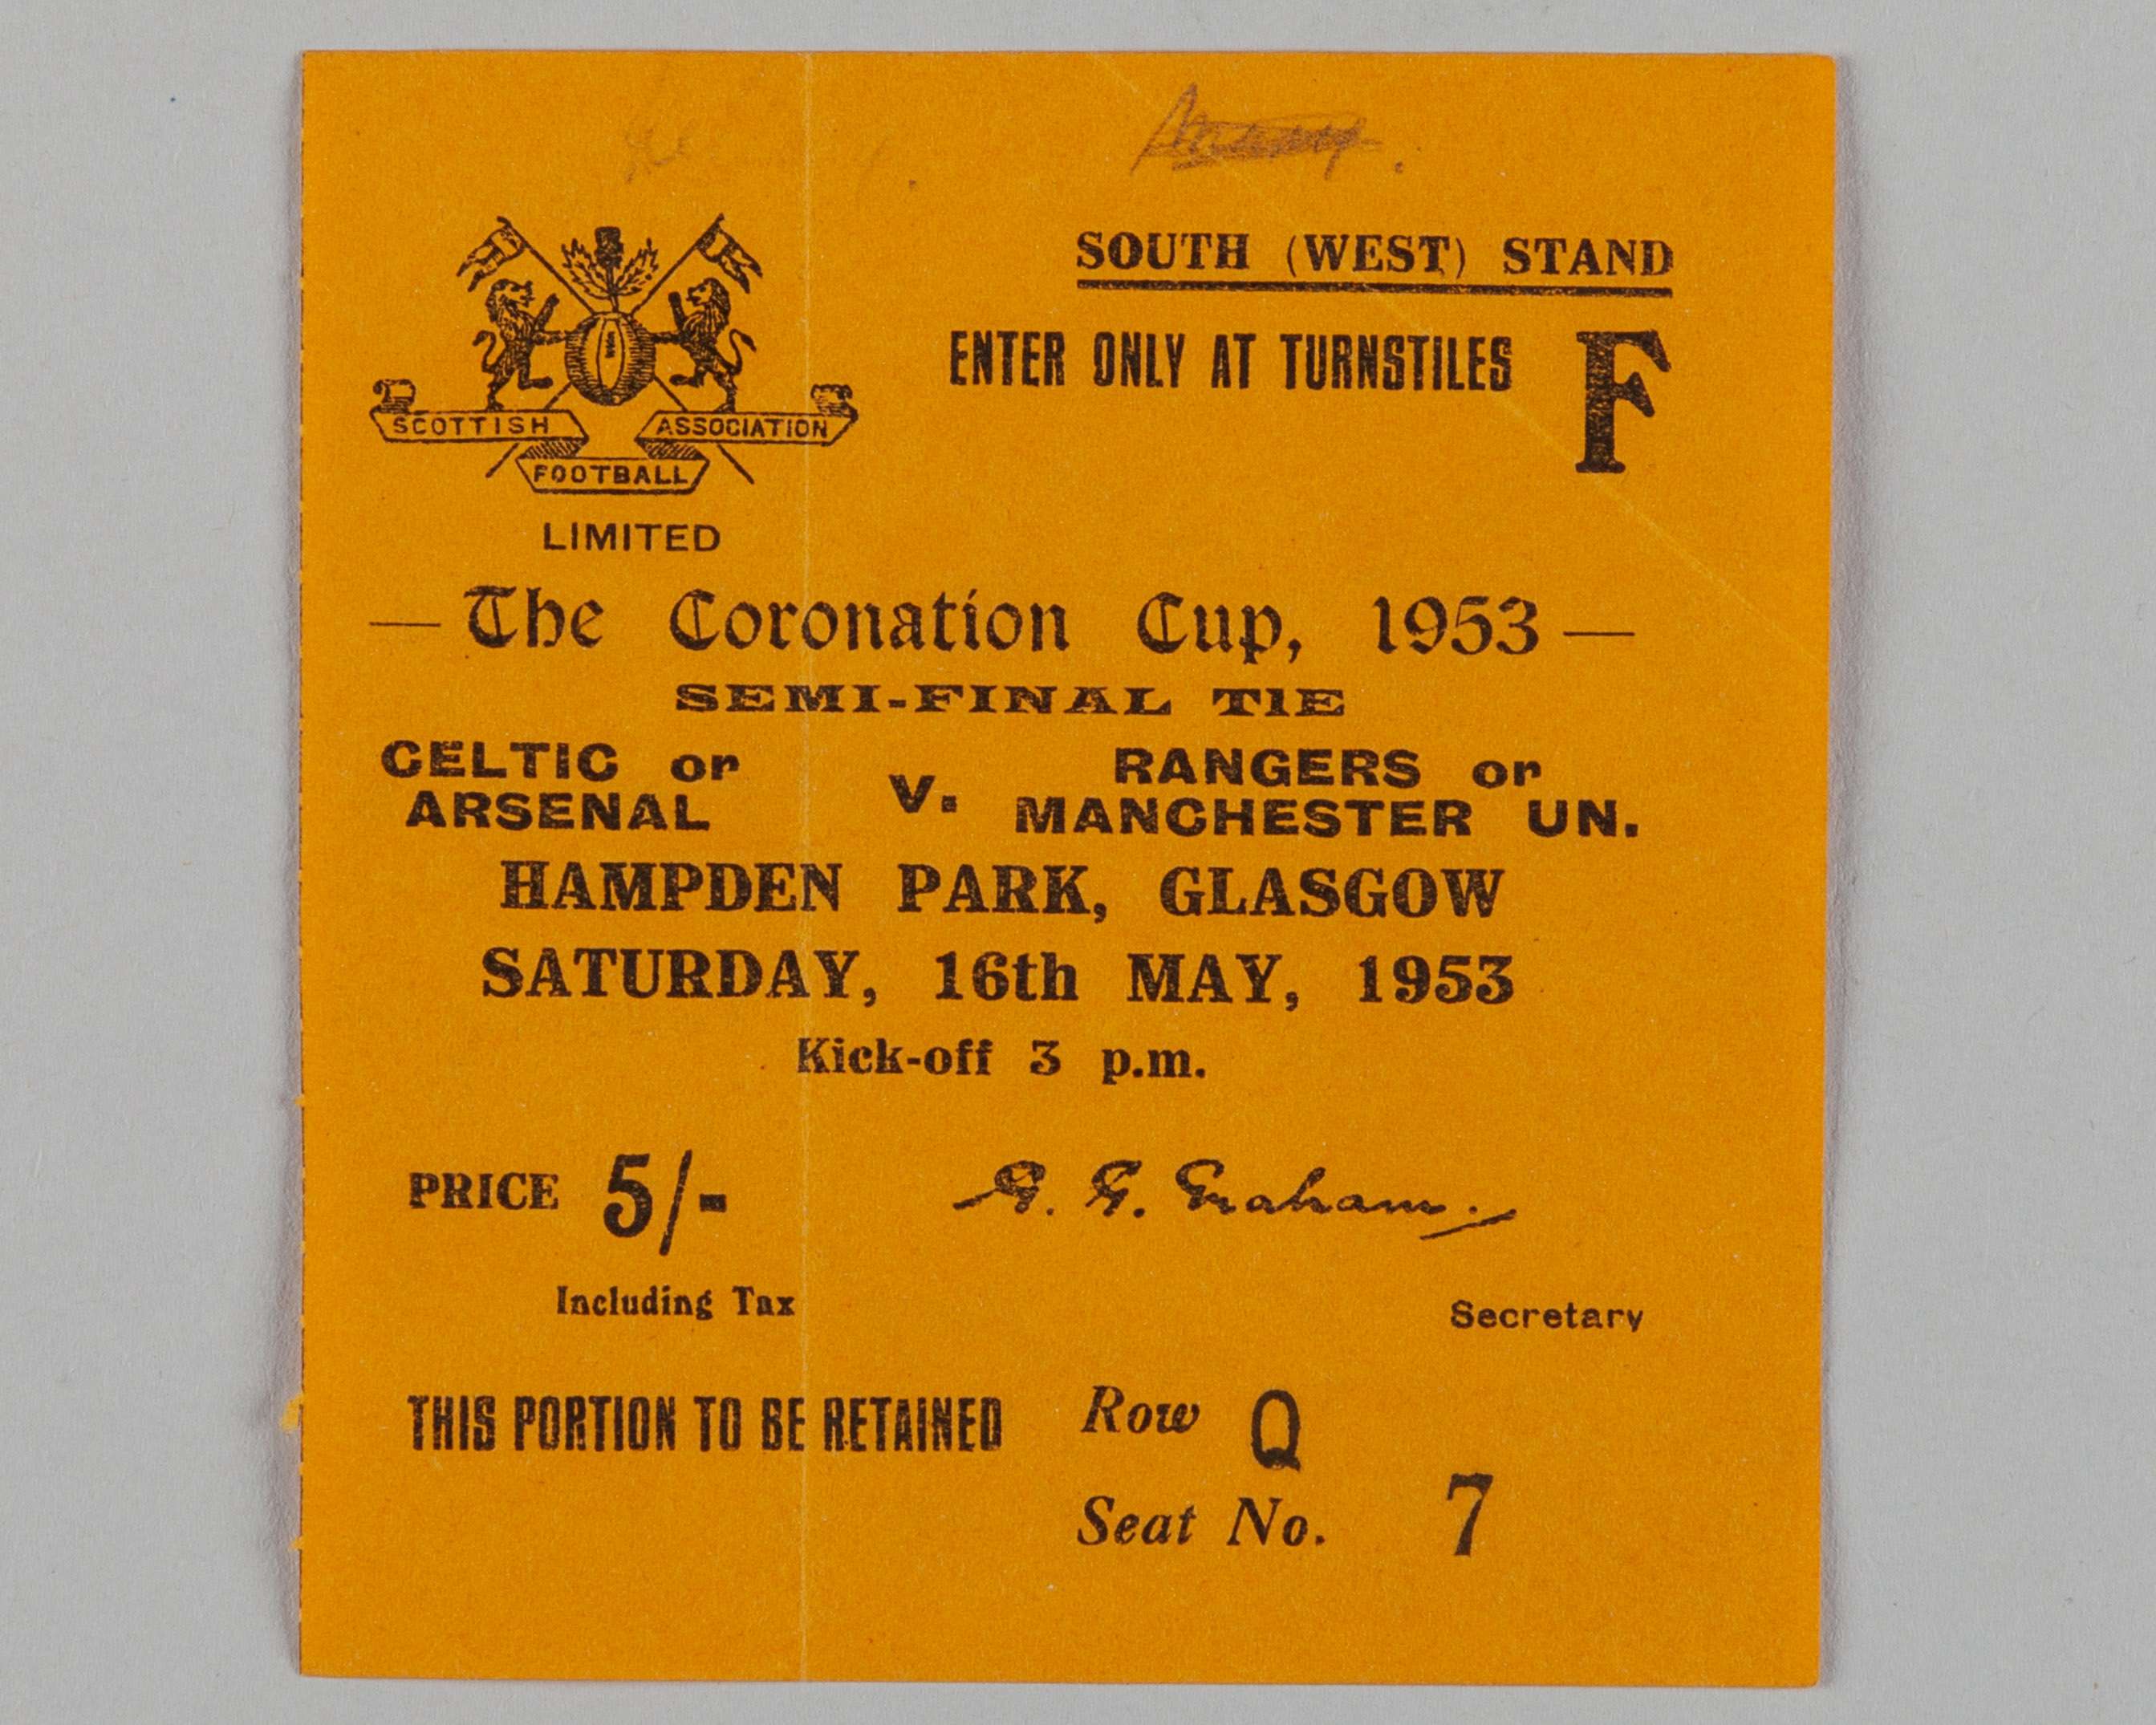 SOUTH (WEST) STAND
ENTER ONLY AT TURNSTILES F
SCOTTISH FOOTBALL ASSOCIATION
LIMITED
— The Coronation Cup, 1953 —
SEMI-FINAL TIE
CELTIC or ARSENAL v. RANGERS or MANCHESTER UN.
HAMPDEN PARK, GLASGOW
SATURDAY, 16th MAY, 1953
Kick-off 3 p.m.
PRICE 5/-
Including Tax
G. G. Graham.
Secretary
THIS PORTION TO BE RETAINED
Row Q
Seat No. 7